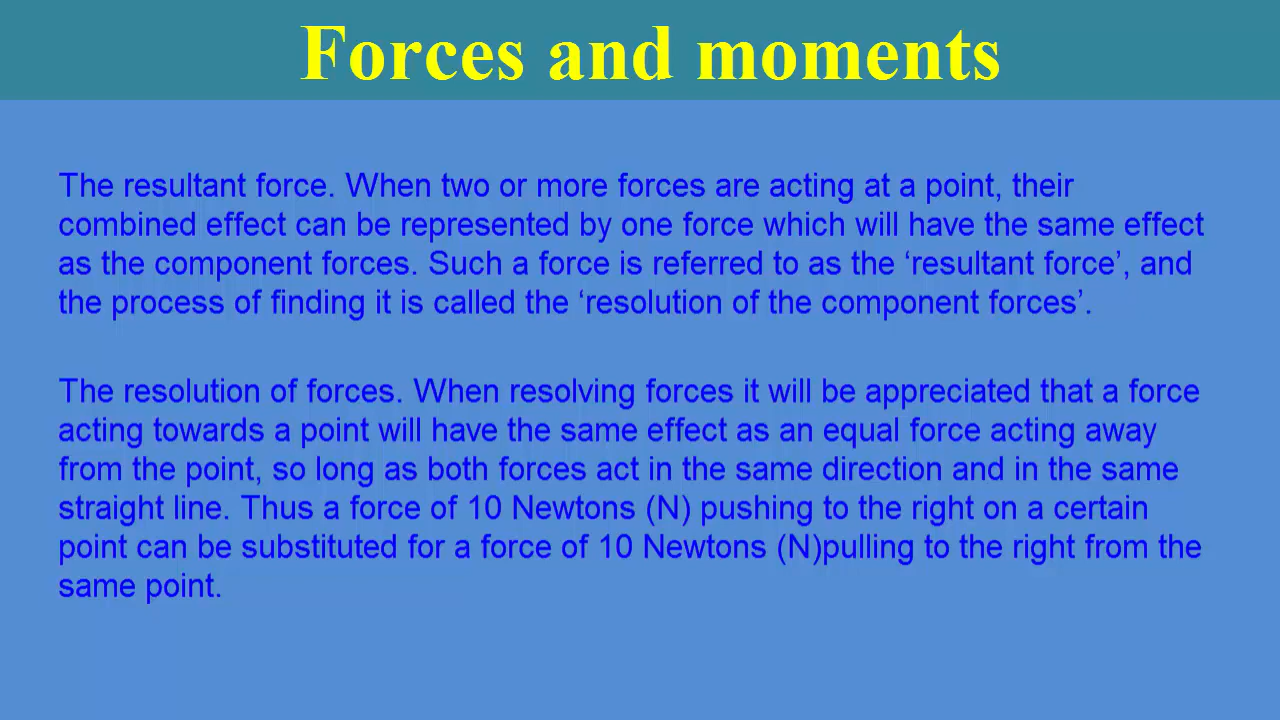 Forces and moments
The resultant force. When two or more forces are acting at a point, their
combined effect can be represented by one force which will have the same effect
as the component forces. Such a force is referred to as the ‘resultant force’, and
the process of finding it is called the ‘resolution of the component forces’.
The resolution of forces. When resolving forces it will be appreciated that a force
acting towards a point will have the same effect as an equal force acting away
from the point, so long as both forces act in the same direction and in the same
straight line. Thus a force of 10 Newtons (N) pushing to the right on a certain
point can be substituted for a force of 10 Newtons (N)pulling to the right from the
same point.